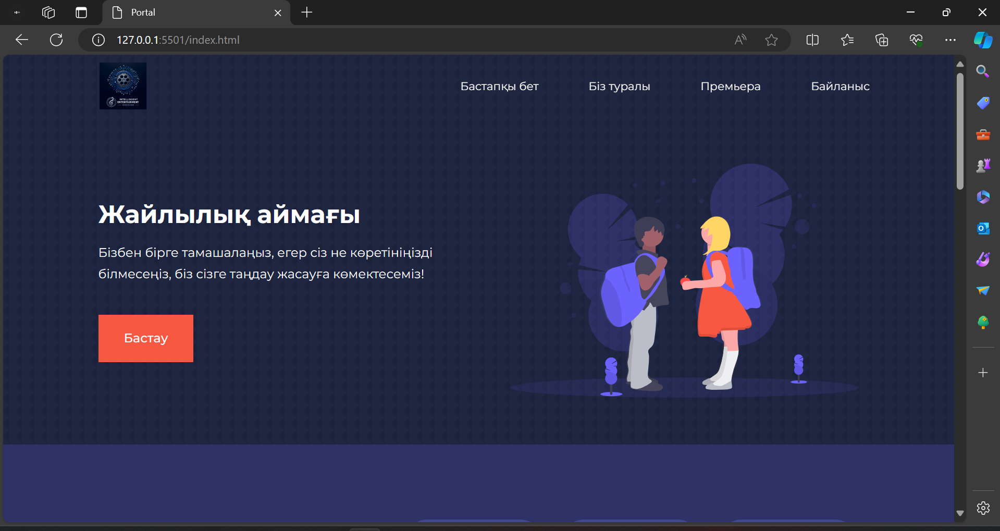 Portal
127.0.0.1:5501/index.html
INTELLIGENT
ENTERTAINMENT
BOOKING
Бастапқы бет
Біз туралы
Премьера
Байланыс
Жайлылық аймағы
Бізбен бірге тамашалаңыз, егер сіз не көретініңізді
білмесеңіз, біз сізге таңдау жасауға көмектесеміз!
Бастау